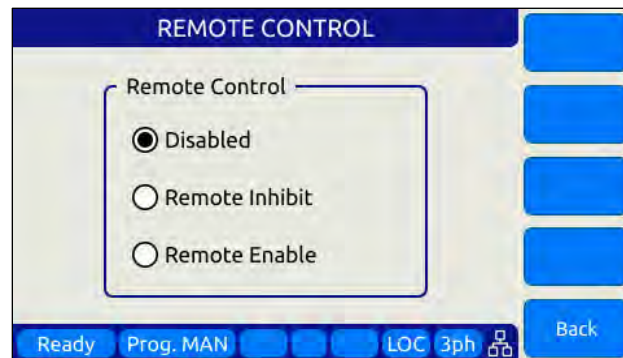 REMOTE CONTROL
Remote Control
Disabled
Remote Inhibit
Remote Enable
Back
Ready Prog. MAN LOC 3ph